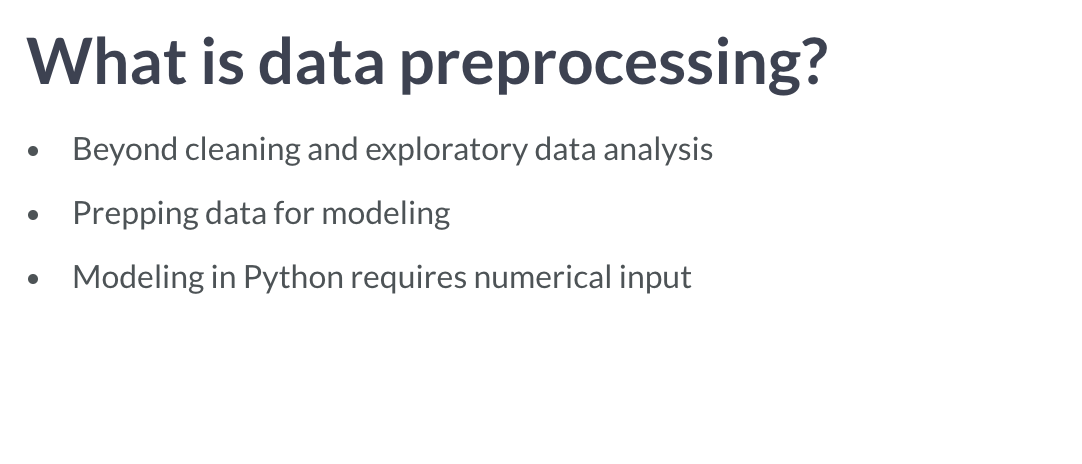 What is data preprocessing?
• Beyond cleaning and exploratory data analysis
• Prepping data for modeling
• Modeling in Python requires numerical input